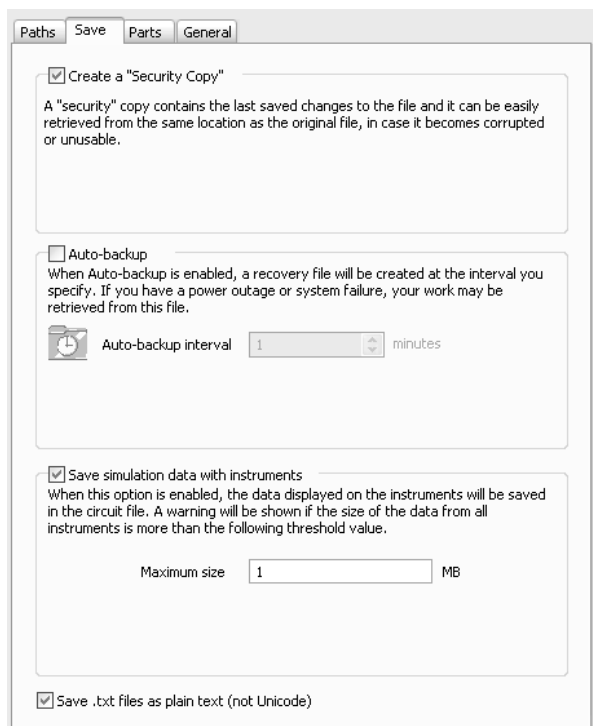 Paths Save Parts General
Create a "Security Copy"
A "security" copy contains the last saved changes to the file and it can be easily
retrieved from the same location as the original file, in case it becomes corrupted
or unusable.
Auto-backup
When Auto-backup is enabled, a recovery file will be created at the interval you
specify. If you have a power outage or system failure, your work may be
retrieved from this file.
Auto-backup interval 1 minutes
Save simulation data with instruments
When this option is enabled, the data displayed on the instruments will be saved
in the circuit file. A warning will be shown if the size of the data from all
instruments is more than the following threshold value.
Maximum size 1 MB
Save .txt files as plain text (not Unicode)